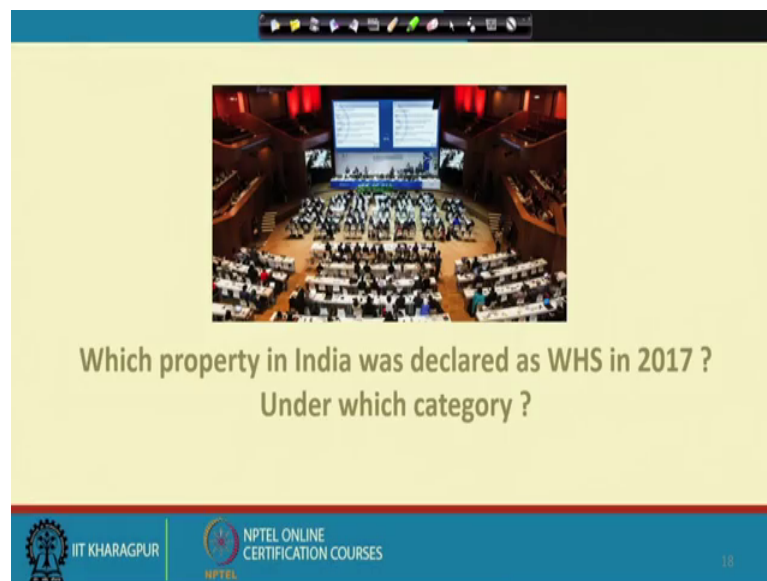 Which property in India was declared as WHS in 2017 ?
Under which category ?
IIT KHARAGPUR
NPTEL ONLINE
CERTIFICATION COURSES
NPTEL
18